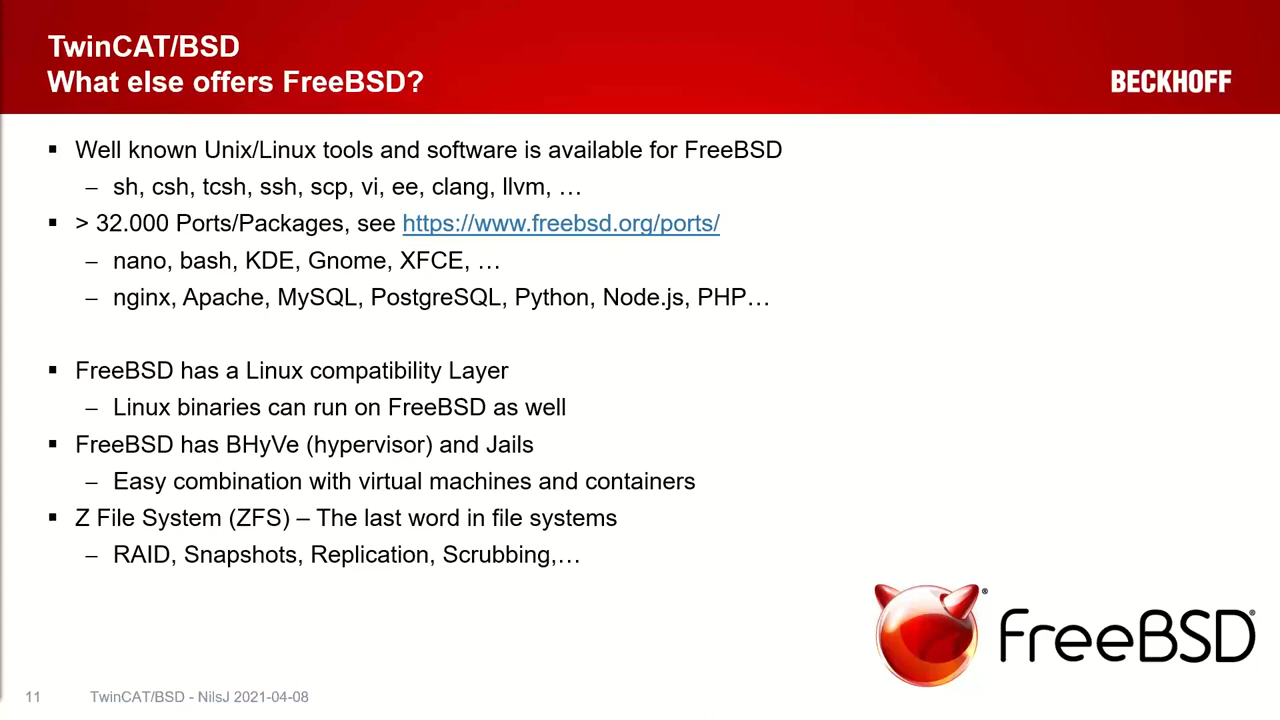 TwinCAT/BSD
What else offers FreeBSD?
BECKHOFF
▪ Well known Unix/Linux tools and software is available for FreeBSD
– sh, csh, tcsh, ssh, scp, vi, ee, clang, llvm, …
▪ > 32.000 Ports/Packages, see https://www.freebsd.org/ports/
– nano, bash, KDE, Gnome, XFCE, …
– nginx, Apache, MySQL, PostgreSQL, Python, Node.js, PHP…
▪ FreeBSD has a Linux compatibility Layer
– Linux binaries can run on FreeBSD as well
▪ FreeBSD has BHyVe (hypervisor) and Jails
– Easy combination with virtual machines and containers
▪ Z File System (ZFS) – The last word in file systems
– RAID, Snapshots, Replication, Scrubbing,…
® FreeBSD®
11 TwinCAT/BSD - NilsJ 2021-04-08